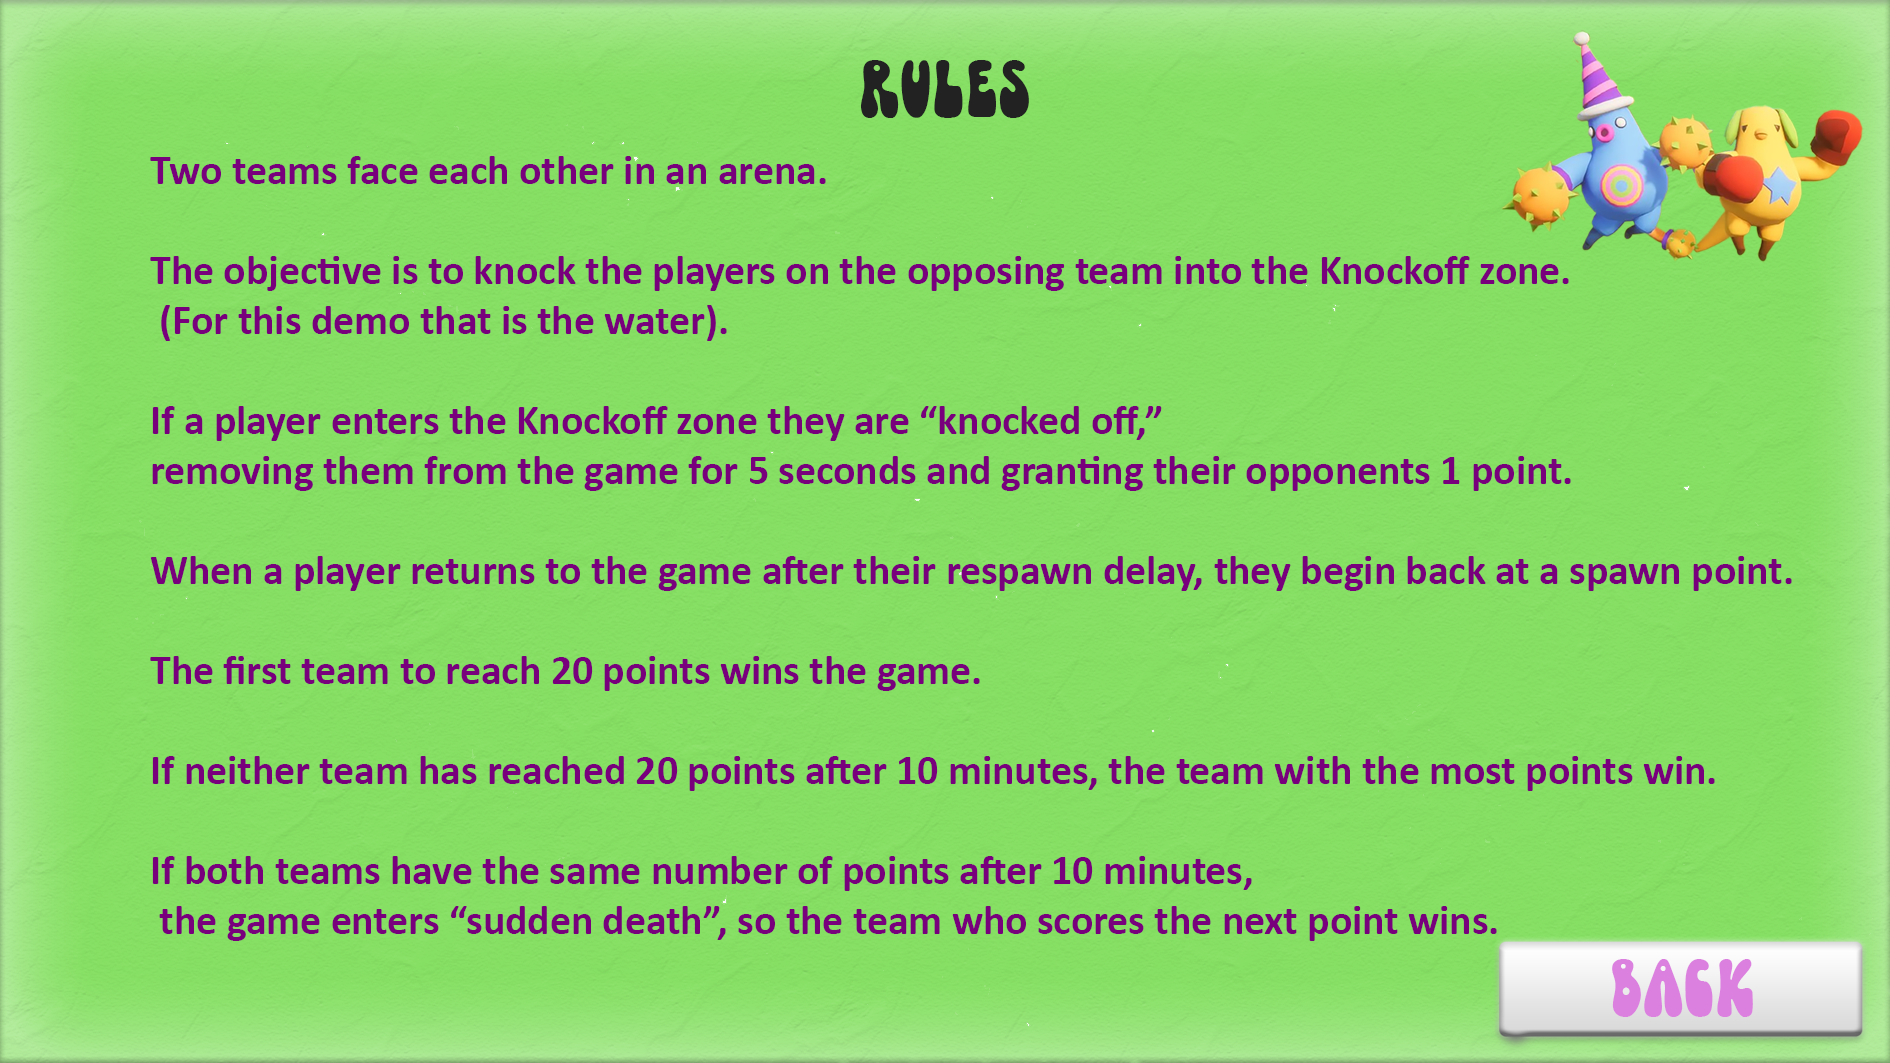 RULES
Two teams face each other in an arena.
The objective is to knock the players on the opposing team into the Knockoff zone.
(For this demo that is the water).
If a player enters the Knockoff zone they are “knocked off,”
removing them from the game for 5 seconds and granting their opponents 1 point.
When a player returns to the game after their respawn delay, they begin back at a spawn point.
The first team to reach 20 points wins the game.
If neither team has reached 20 points after 10 minutes, the team with the most points win.
If both teams have the same number of points after 10 minutes,
the game enters “sudden death”, so the team who scores the next point wins.
BACK